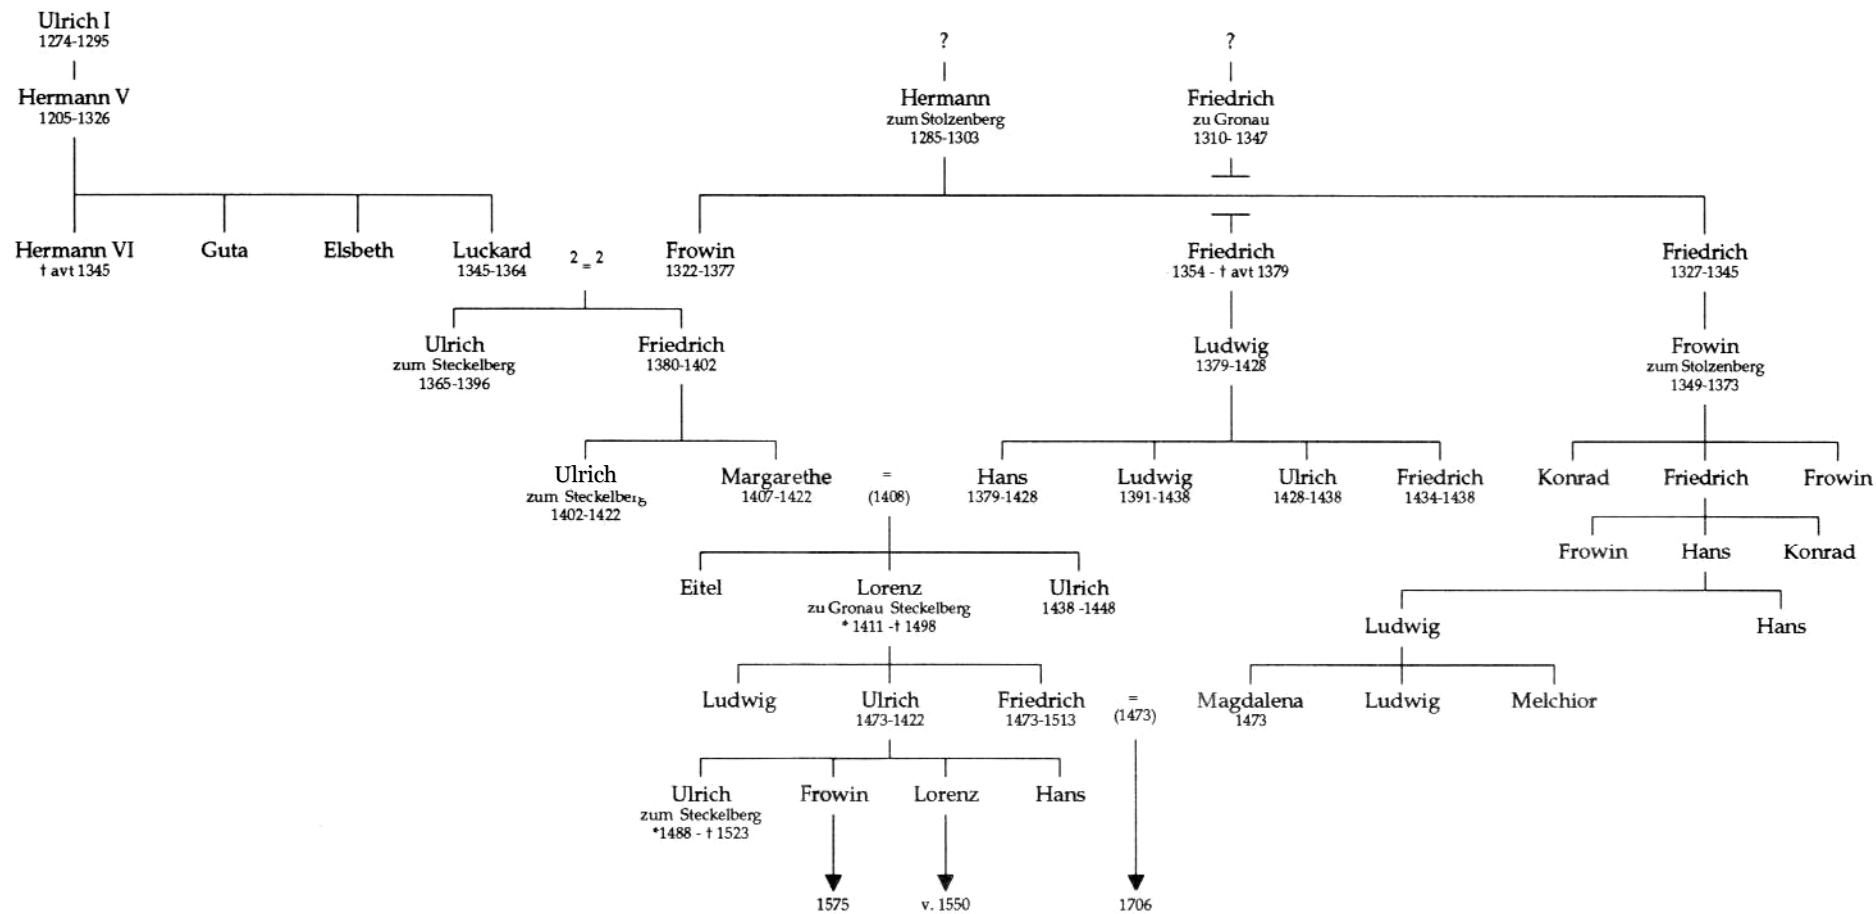 Ulrich I
1274-1295
?
?
Hermann V
1205-1326
Hermann
zum Stolzenberg
1285-1303
Friedrich
zu Gronau
1310- 1347
Hermann VI
† avt 1345
Guta
Elsbeth
Luckard
1345-1364
2 = 2
Frowin
1322-1377
Friedrich
1354 - † avt 1379
Friedrich
1327-1345
Ulrich
zum Steckelberg
1365-1396
Friedrich
1380-1402
Ludwig
1379-1428
Frowin
zum Stolzenberg
1349-1373
Ulrich
zum Steckelberg
1402-1422
Margarethe
1407-1422
=
(1408)
Hans
1379-1428
Ludwig
1391-1438
Ulrich
1428-1438
Friedrich
1434-1438
Konrad
Friedrich
Frowin
Frowin
Hans
Konrad
Eitel
Lorenz
zu Gronau Steckelberg
* 1411 -† 1498
Ulrich
1438 -1448
Ludwig
Hans
Ludwig
Ulrich
1473-1422
Friedrich
1473-1513
=
(1473)
Magdalena
1473
Ludwig
Melchior
Ulrich
zum Steckelberg
*1488 - † 1523
Frowin
Lorenz
Hans
1575
v. 1550
1706